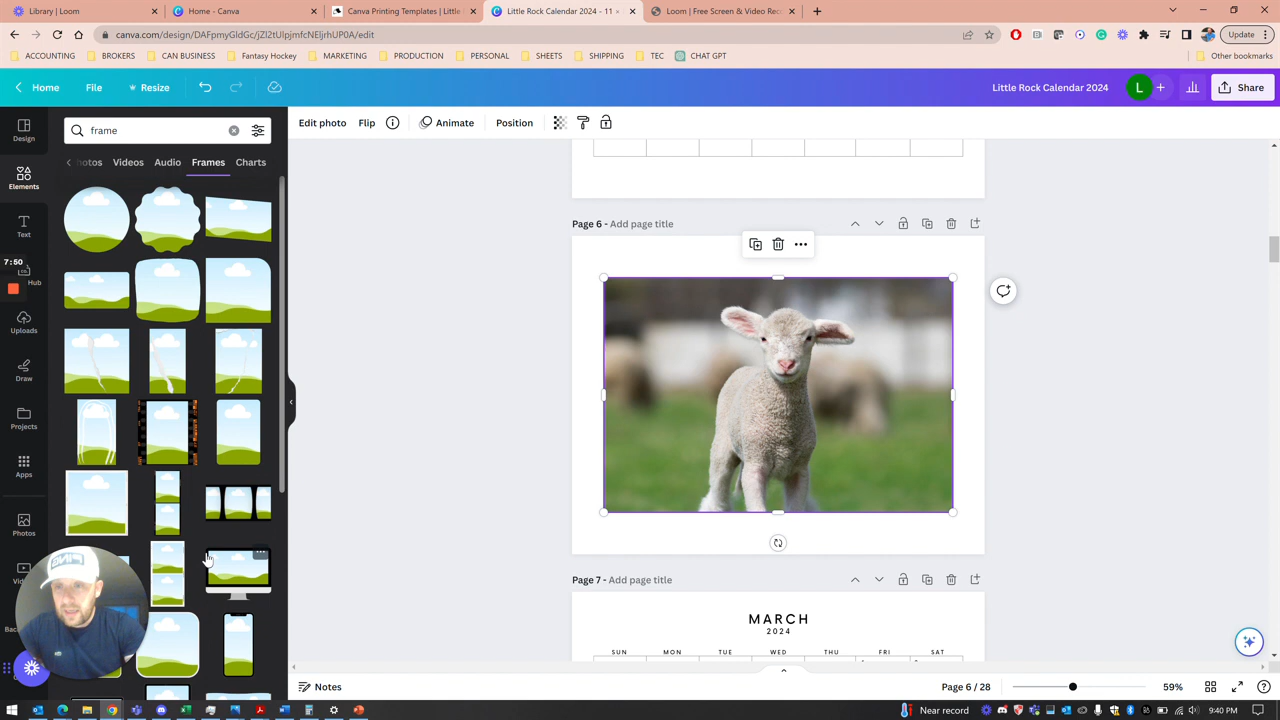 Library | Loom
Home - Canva
Canva Printing Templates | Little
Little Rock Calendar 2024 - 11
Loom | Free Screen & Video Rec
canva.com/design/DAFpmyGldGc/jZl2tUlpjmfcNEljrhUP0A/edit
Update
ACCOUNTING
BROKERS
CAN BUSINESS
Fantasy Hockey
MARKETING
PRODUCTION
PERSONAL
SHEETS
SHIPPING
TEC
CHAT GPT
Other bookmarks
Home
File
Resize
Little Rock Calendar 2024
L
Share
Design
frame
Edit photo
Flip
Animate
Position
hotos
Videos
Audio
Frames
Charts
Elements
Text
7:50
Hub
Uploads
Draw
Projects
Apps
Photos
Page 6 - Add page title
Page 7 - Add page title
MARCH
2024
SUN MON TUE WED THU FRI SAT
Notes
Page 6 / 28
59%
Near record
9:40 PM